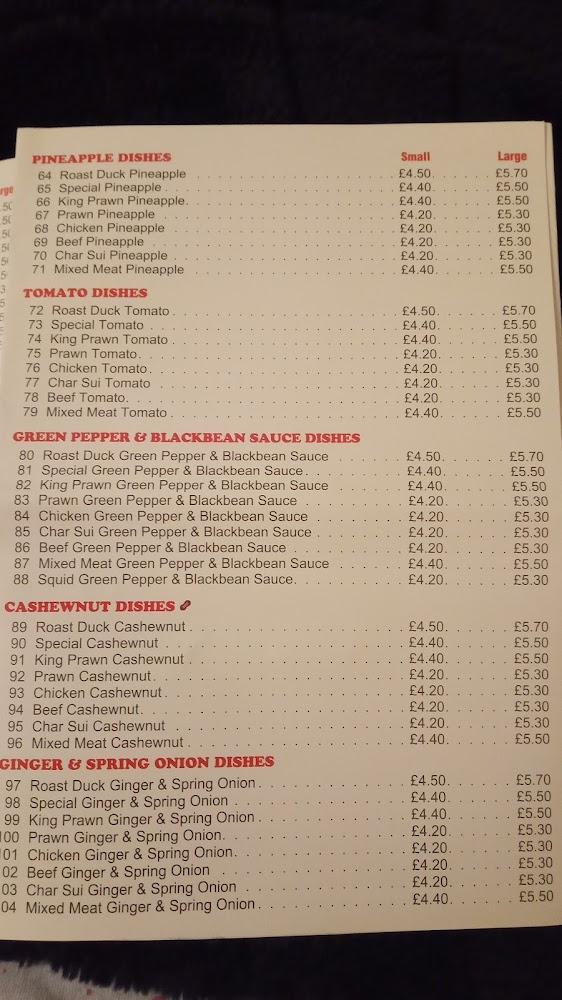 PINEAPPLE DISHES Small Large
64 Roast Duck Pineapple £4.50 £5.70
65 Special Pineapple £4.40 £5.50
66 King Prawn Pineapple £4.40 £5.50
67 Prawn Pineapple £4.20 £5.30
68 Chicken Pineapple £4.20 £5.30
69 Beef Pineapple £4.20 £5.30
70 Char Sui Pineapple £4.20 £5.30
71 Mixed Meat Pineapple £4.40 £5.50
TOMATO DISHES
72 Roast Duck Tomato £4.50 £5.70
73 Special Tomato £4.40 £5.50
74 King Prawn Tomato £4.40 £5.50
75 Prawn Tomato £4.20 £5.30
76 Chicken Tomato £4.20 £5.30
77 Char Sui Tomato £4.20 £5.30
78 Beef Tomato £4.20 £5.30
79 Mixed Meat Tomato £4.40 £5.50
GREEN PEPPER & BLACKBEAN SAUCE DISHES
80 Roast Duck Green Pepper & Blackbean Sauce £4.50 £5.70
81 Special Green Pepper & Blackbean Sauce £4.40 £5.50
82 King Prawn Green Pepper & Blackbean Sauce £4.40 £5.50
83 Prawn Green Pepper & Blackbean Sauce £4.20 £5.30
84 Chicken Green Pepper & Blackbean Sauce £4.20 £5.30
85 Char Sui Green Pepper & Blackbean Sauce £4.20 £5.30
86 Beef Green Pepper & Blackbean Sauce £4.20 £5.30
87 Mixed Meat Green Pepper & Blackbean Sauce £4.40 £5.50
88 Squid Green Pepper & Blackbean Sauce £4.20 £5.30
CASHEWNUT DISHES
89 Roast Duck Cashewnut £4.50 £5.70
90 Special Cashewnut £4.40 £5.50
91 King Prawn Cashewnut £4.40 £5.50
92 Prawn Cashewnut £4.20 £5.30
93 Chicken Cashewnut £4.20 £5.30
94 Beef Cashewnut £4.20 £5.30
95 Char Sui Cashewnut £4.20 £5.30
96 Mixed Meat Cashewnut £4.40 £5.50
GINGER & SPRING ONION DISHES
97 Roast Duck Ginger & Spring Onion £4.50 £5.70
98 Special Ginger & Spring Onion £4.40 £5.50
99 King Prawn Ginger & Spring Onion £4.40 £5.50
100 Prawn Ginger & Spring Onion £4.20 £5.30
01 Chicken Ginger & Spring Onion £4.20 £5.30
02 Beef Ginger & Spring Onion £4.20 £5.30
03 Char Sui Ginger & Spring Onion £4.20 £5.30
04 Mixed Meat Ginger & Spring Onion £4.40 £5.50